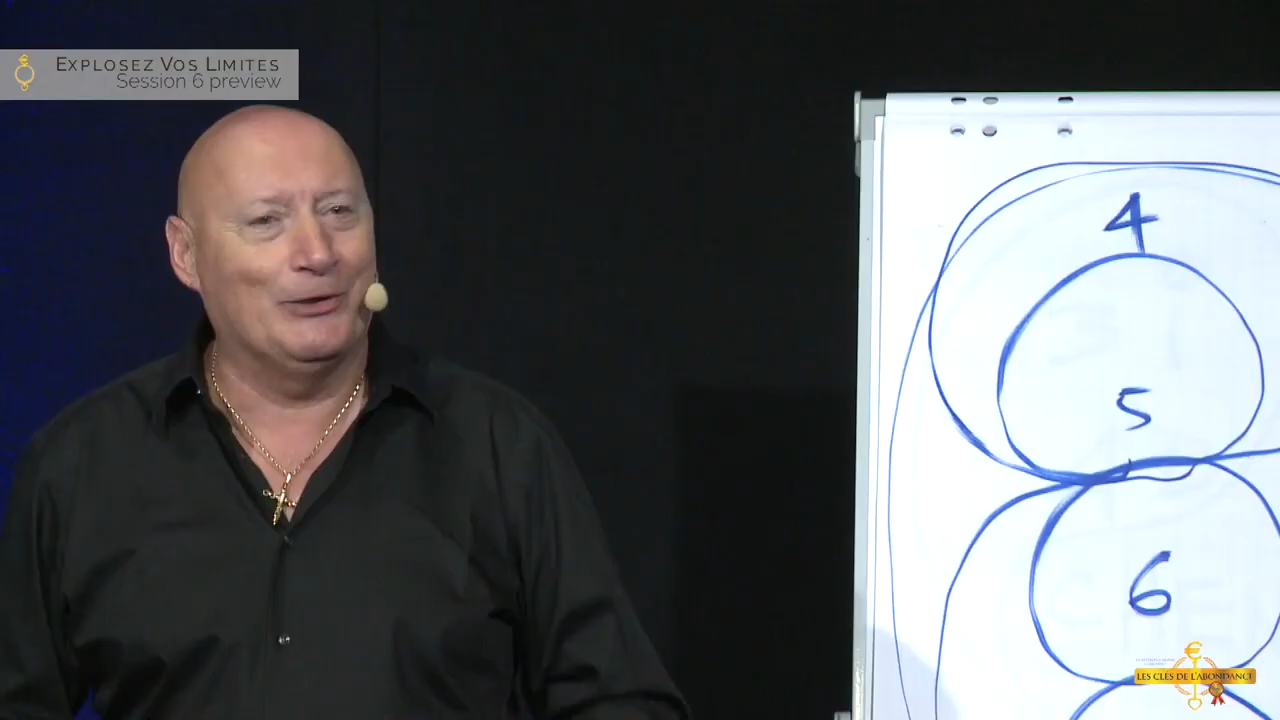 EXPLOSEZ VOS LIMITES
Session 6 preview
4
5
6
LES CLÉS DE L'ABONDANCE